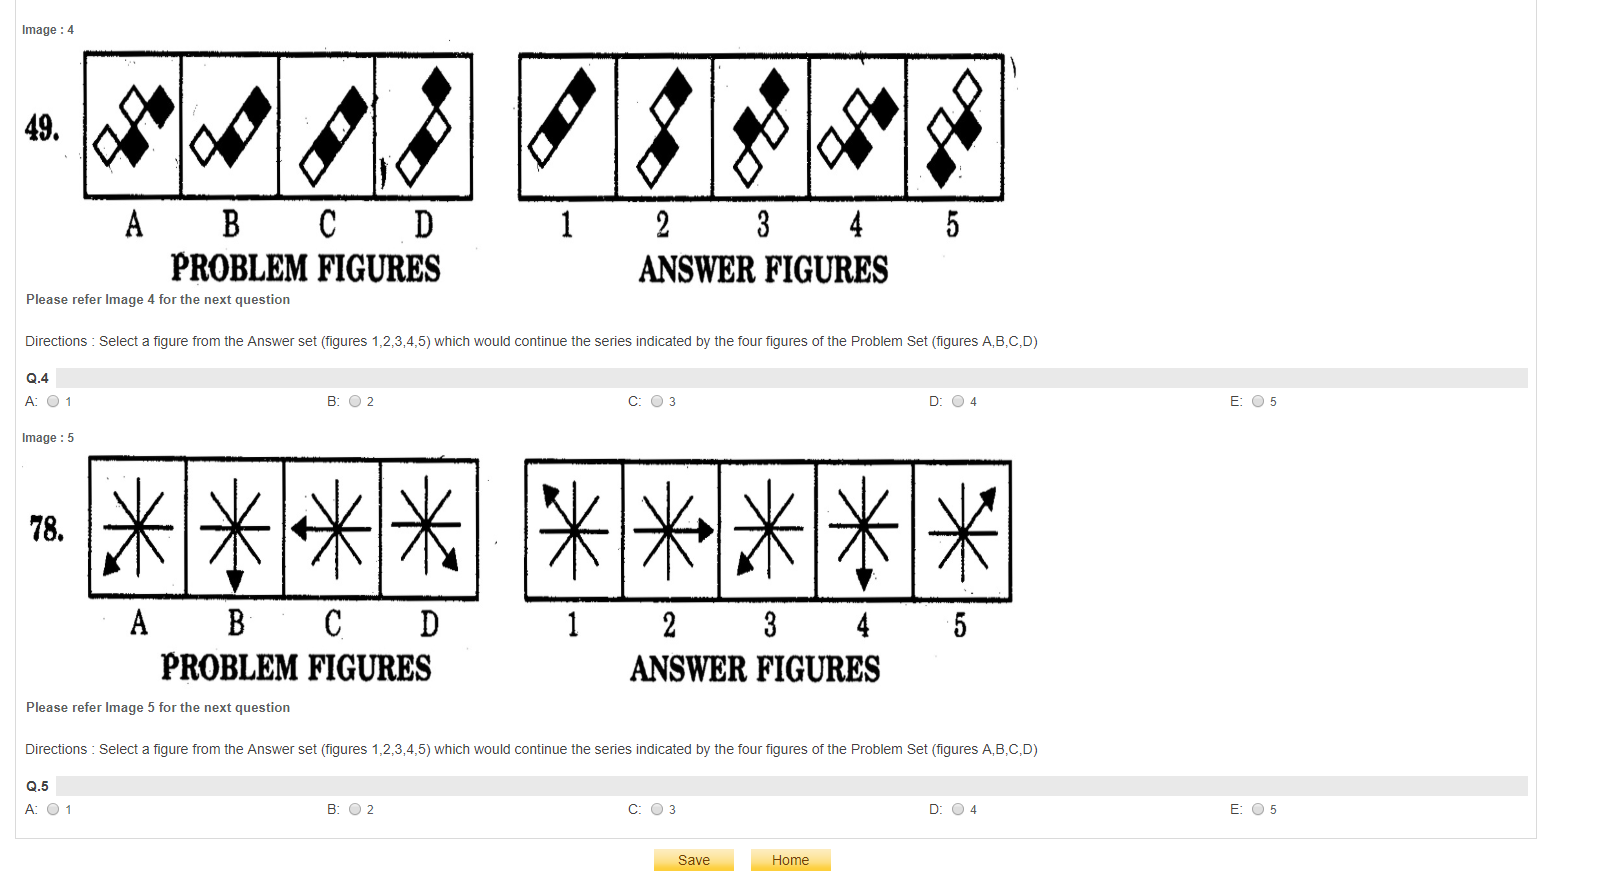 Image : 4
49.
A B C D 1 2 3 4 5
PROBLEM FIGURES ANSWER FIGURES
Please refer Image 4 for the next question
Directions : Select a figure from the Answer set (figures 1,2,3,4,5) which would continue the series indicated by the four figures of the Problem Set (figures A,B,C,D)
Q.4
A: 1 B: 2 C: 3 D: 4 E: 5
Image : 5
78.
A B C D 1 2 3 4 5
PROBLEM FIGURES ANSWER FIGURES
Please refer Image 5 for the next question
Directions : Select a figure from the Answer set (figures 1,2,3,4,5) which would continue the series indicated by the four figures of the Problem Set (figures A,B,C,D)
Q.5
A: 1 B: 2 C: 3 D: 4 E: 5
Save Home